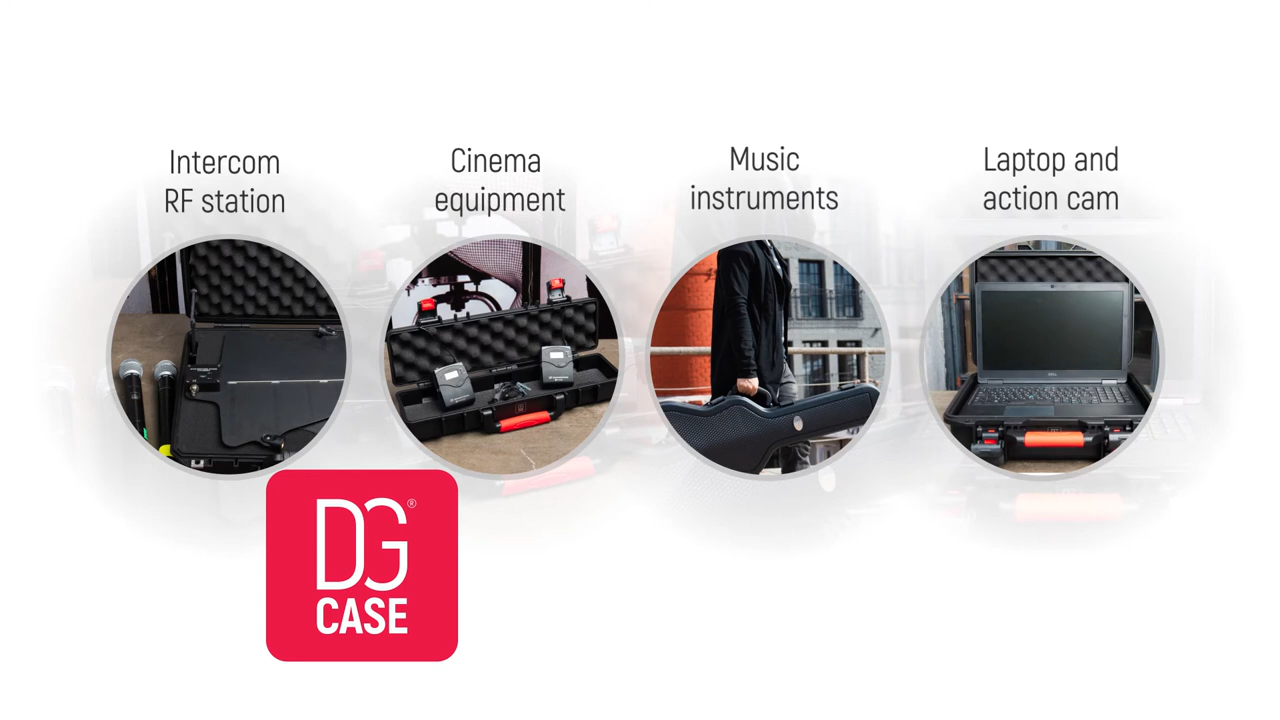 Intercom
RF station
Cinema
equipment
Music
instruments
Laptop and
action cam
DG®
CASE